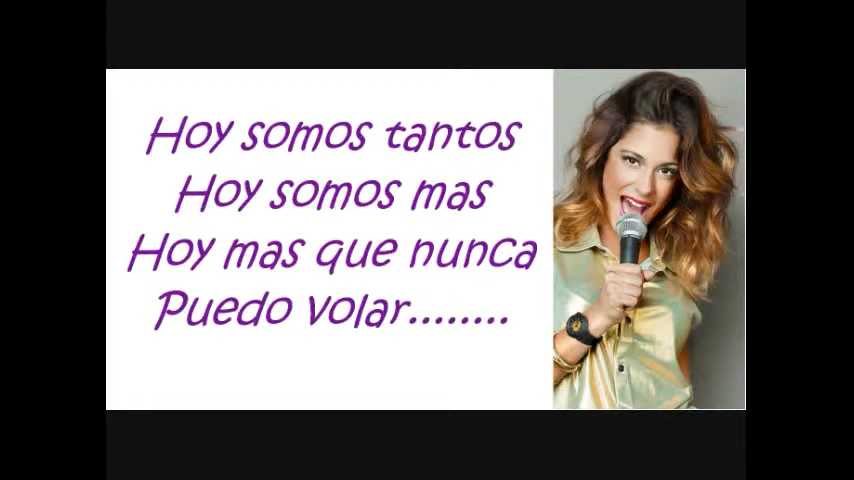 Hoy somos tantos
Hoy somos mas
Hoy mas que nunca
Puedo volar........